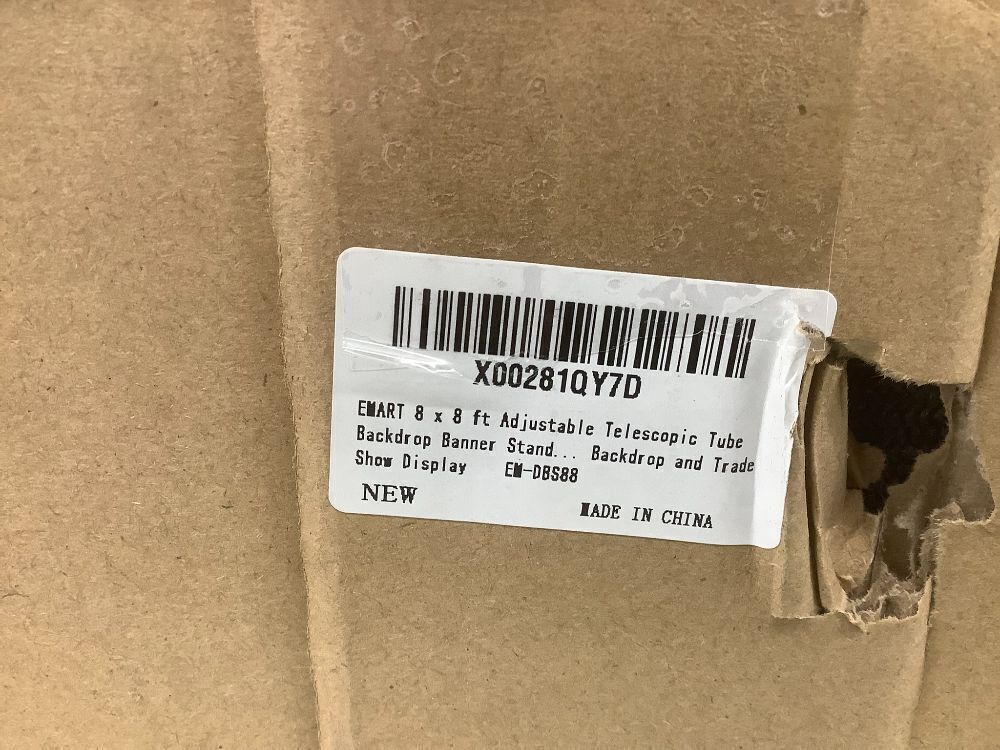 X00281QY7D
EMART 8 x 8 ft Adjustable Telescopic Tube
Backdrop Banner Stand... Backdrop and Trade
Show Display EM-DBS88
NEW
MADE IN CHINA